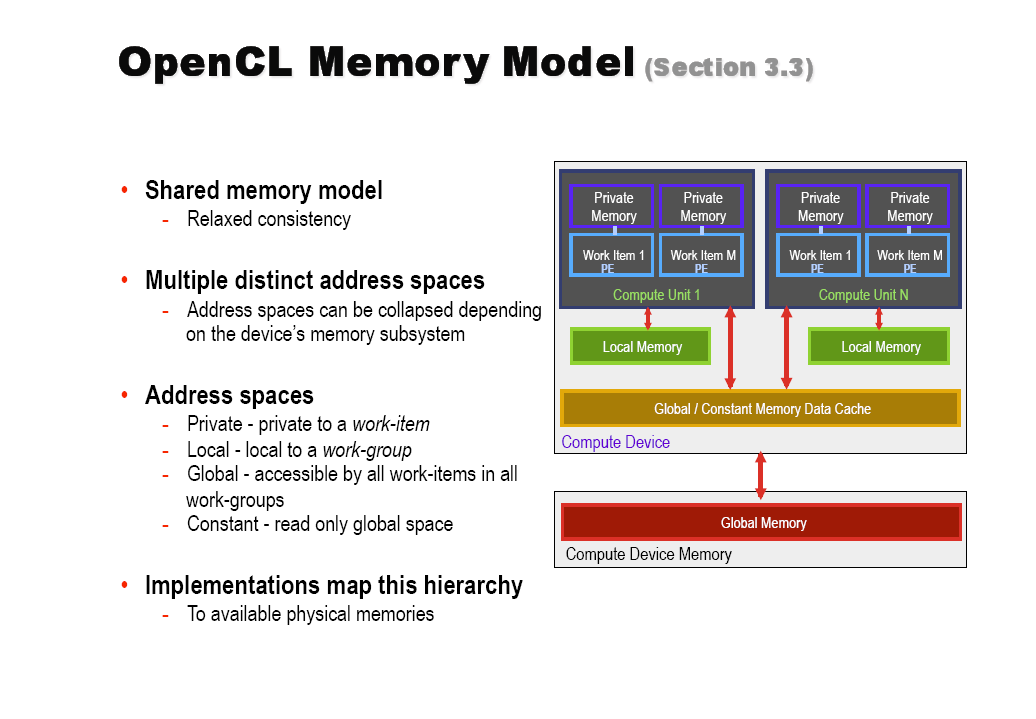 OpenCL Memory Model (Section 3.3)
• Shared memory model
- Relaxed consistency
• Multiple distinct address spaces
- Address spaces can be collapsed depending
on the device’s memory subsystem
• Address spaces
- Private - private to a work-item
- Local - local to a work-group
- Global - accessible by all work-items in all
work-groups
- Constant - read only global space
• Implementations map this hierarchy
- To available physical memories
Private
Memory
Private
Memory
Work Item 1
PE
Work Item M
PE
Compute Unit 1
Private
Memory
Private
Memory
Work Item 1
PE
Work Item M
PE
Compute Unit N
Local Memory
Local Memory
Global / Constant Memory Data Cache
Compute Device
Global Memory
Compute Device Memory